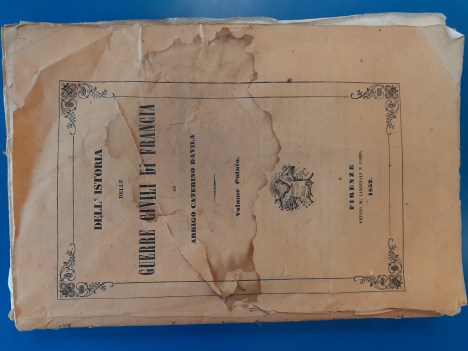 DELL' ISTORIA
DELLE
GUERRE CIVILI DI FRANCIA
DI
ARRIGO CATERINO DAVILA
Volume Quinto.
FIRENZE
1852.